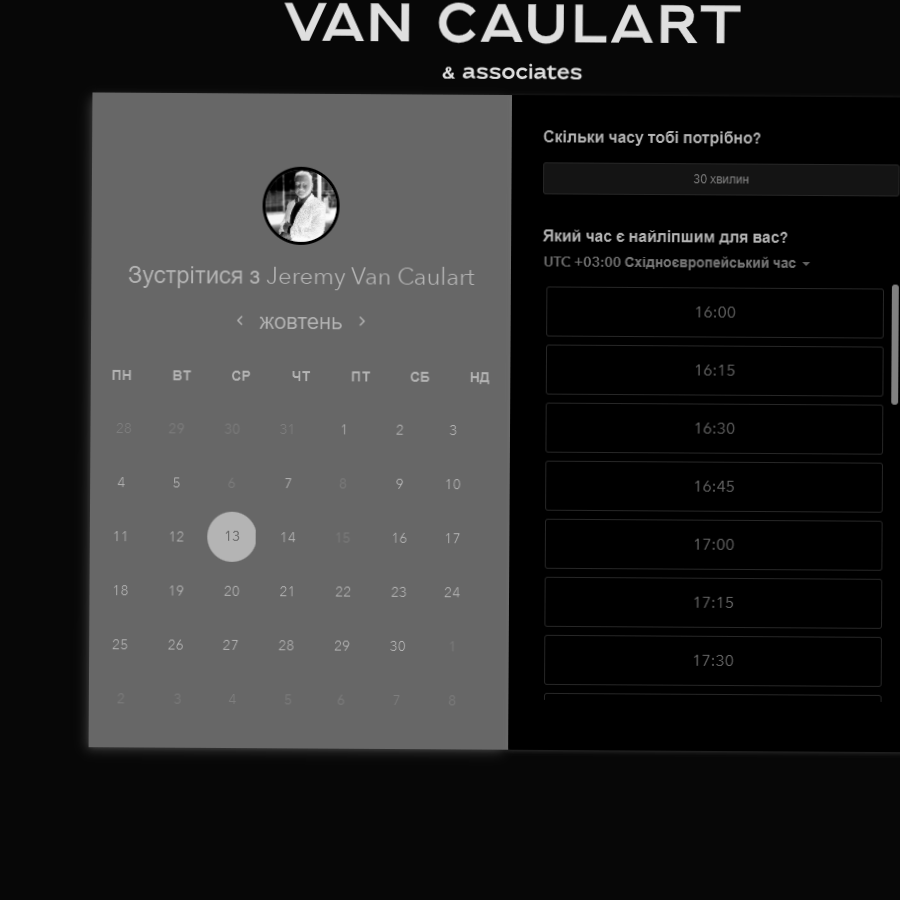 VAN CAULART
& associates
Зустрітися з Jeremy Van Caulart
жовтень
ПН ВТ СР ЧТ ПТ СБ НД
28 29 30 31 1 2 3
4 5 6 7 8 9 10
11 12 13 14 15 16 17
18 19 20 21 22 23 24
25 26 27 28 29 30 1
2 3 4 5 6 7 8
Скільки часу тобі потрібно?
30 хвилин
Який час є найліпшим для вас?
UTC +03:00 Східноєвропейський час
16:00
16:15
16:30
16:45
17:00
17:15
17:30